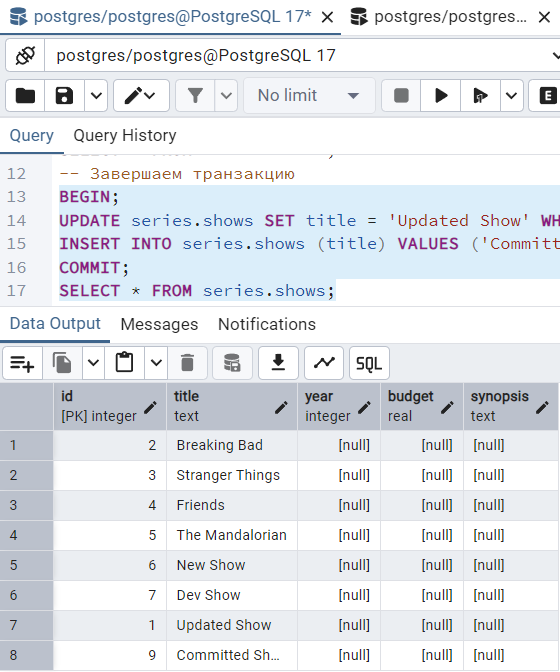 postgres/postgres@PostgreSQL 17* postgres/postgres...
postgres/postgres@PostgreSQL 17
No limit E
Query Query History
12 -- Завершаем транзакцию
13 BEGIN;
14 UPDATE series.shows SET title = 'Updated Show' WH
15 INSERT INTO series.shows (title) VALUES ('Committ
16 COMMIT;
17 SELECT * FROM series.shows;
Data Output Messages Notifications
SQL
id title year budget synopsis
[PK] integer text integer real text
1 2 Breaking Bad [null] [null] [null]
2 3 Stranger Things [null] [null] [null]
3 4 Friends [null] [null] [null]
4 5 The Mandalorian [null] [null] [null]
5 6 New Show [null] [null] [null]
6 7 Dev Show [null] [null] [null]
7 1 Updated Show [null] [null] [null]
8 9 Committed Sh... [null] [null] [null]